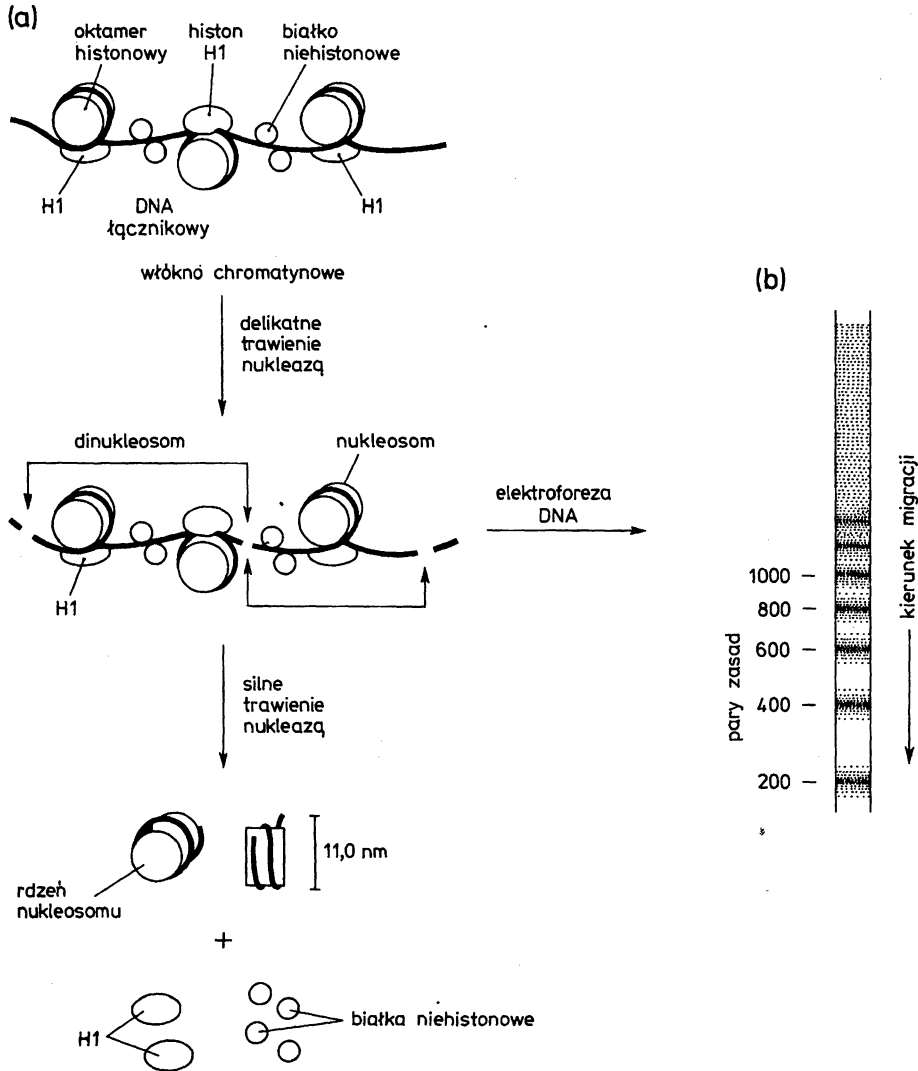 (a)
oktamer
histonowy
histon
H1
białko
niehistonowe
H1
DNA
łącznikowy
H1
włókno chromatynowe
delikatne
trawienie
nukleazą
dinukleosom
nukleosom
H1
elektroforeza
DNA
silne
trawienie
nukleazą
11,0 nm
rdzeń
nukleosomu
+
H1
białka niehistonowe
(b)
1000
800
600
400
200
pary zasad
kierunek migracji